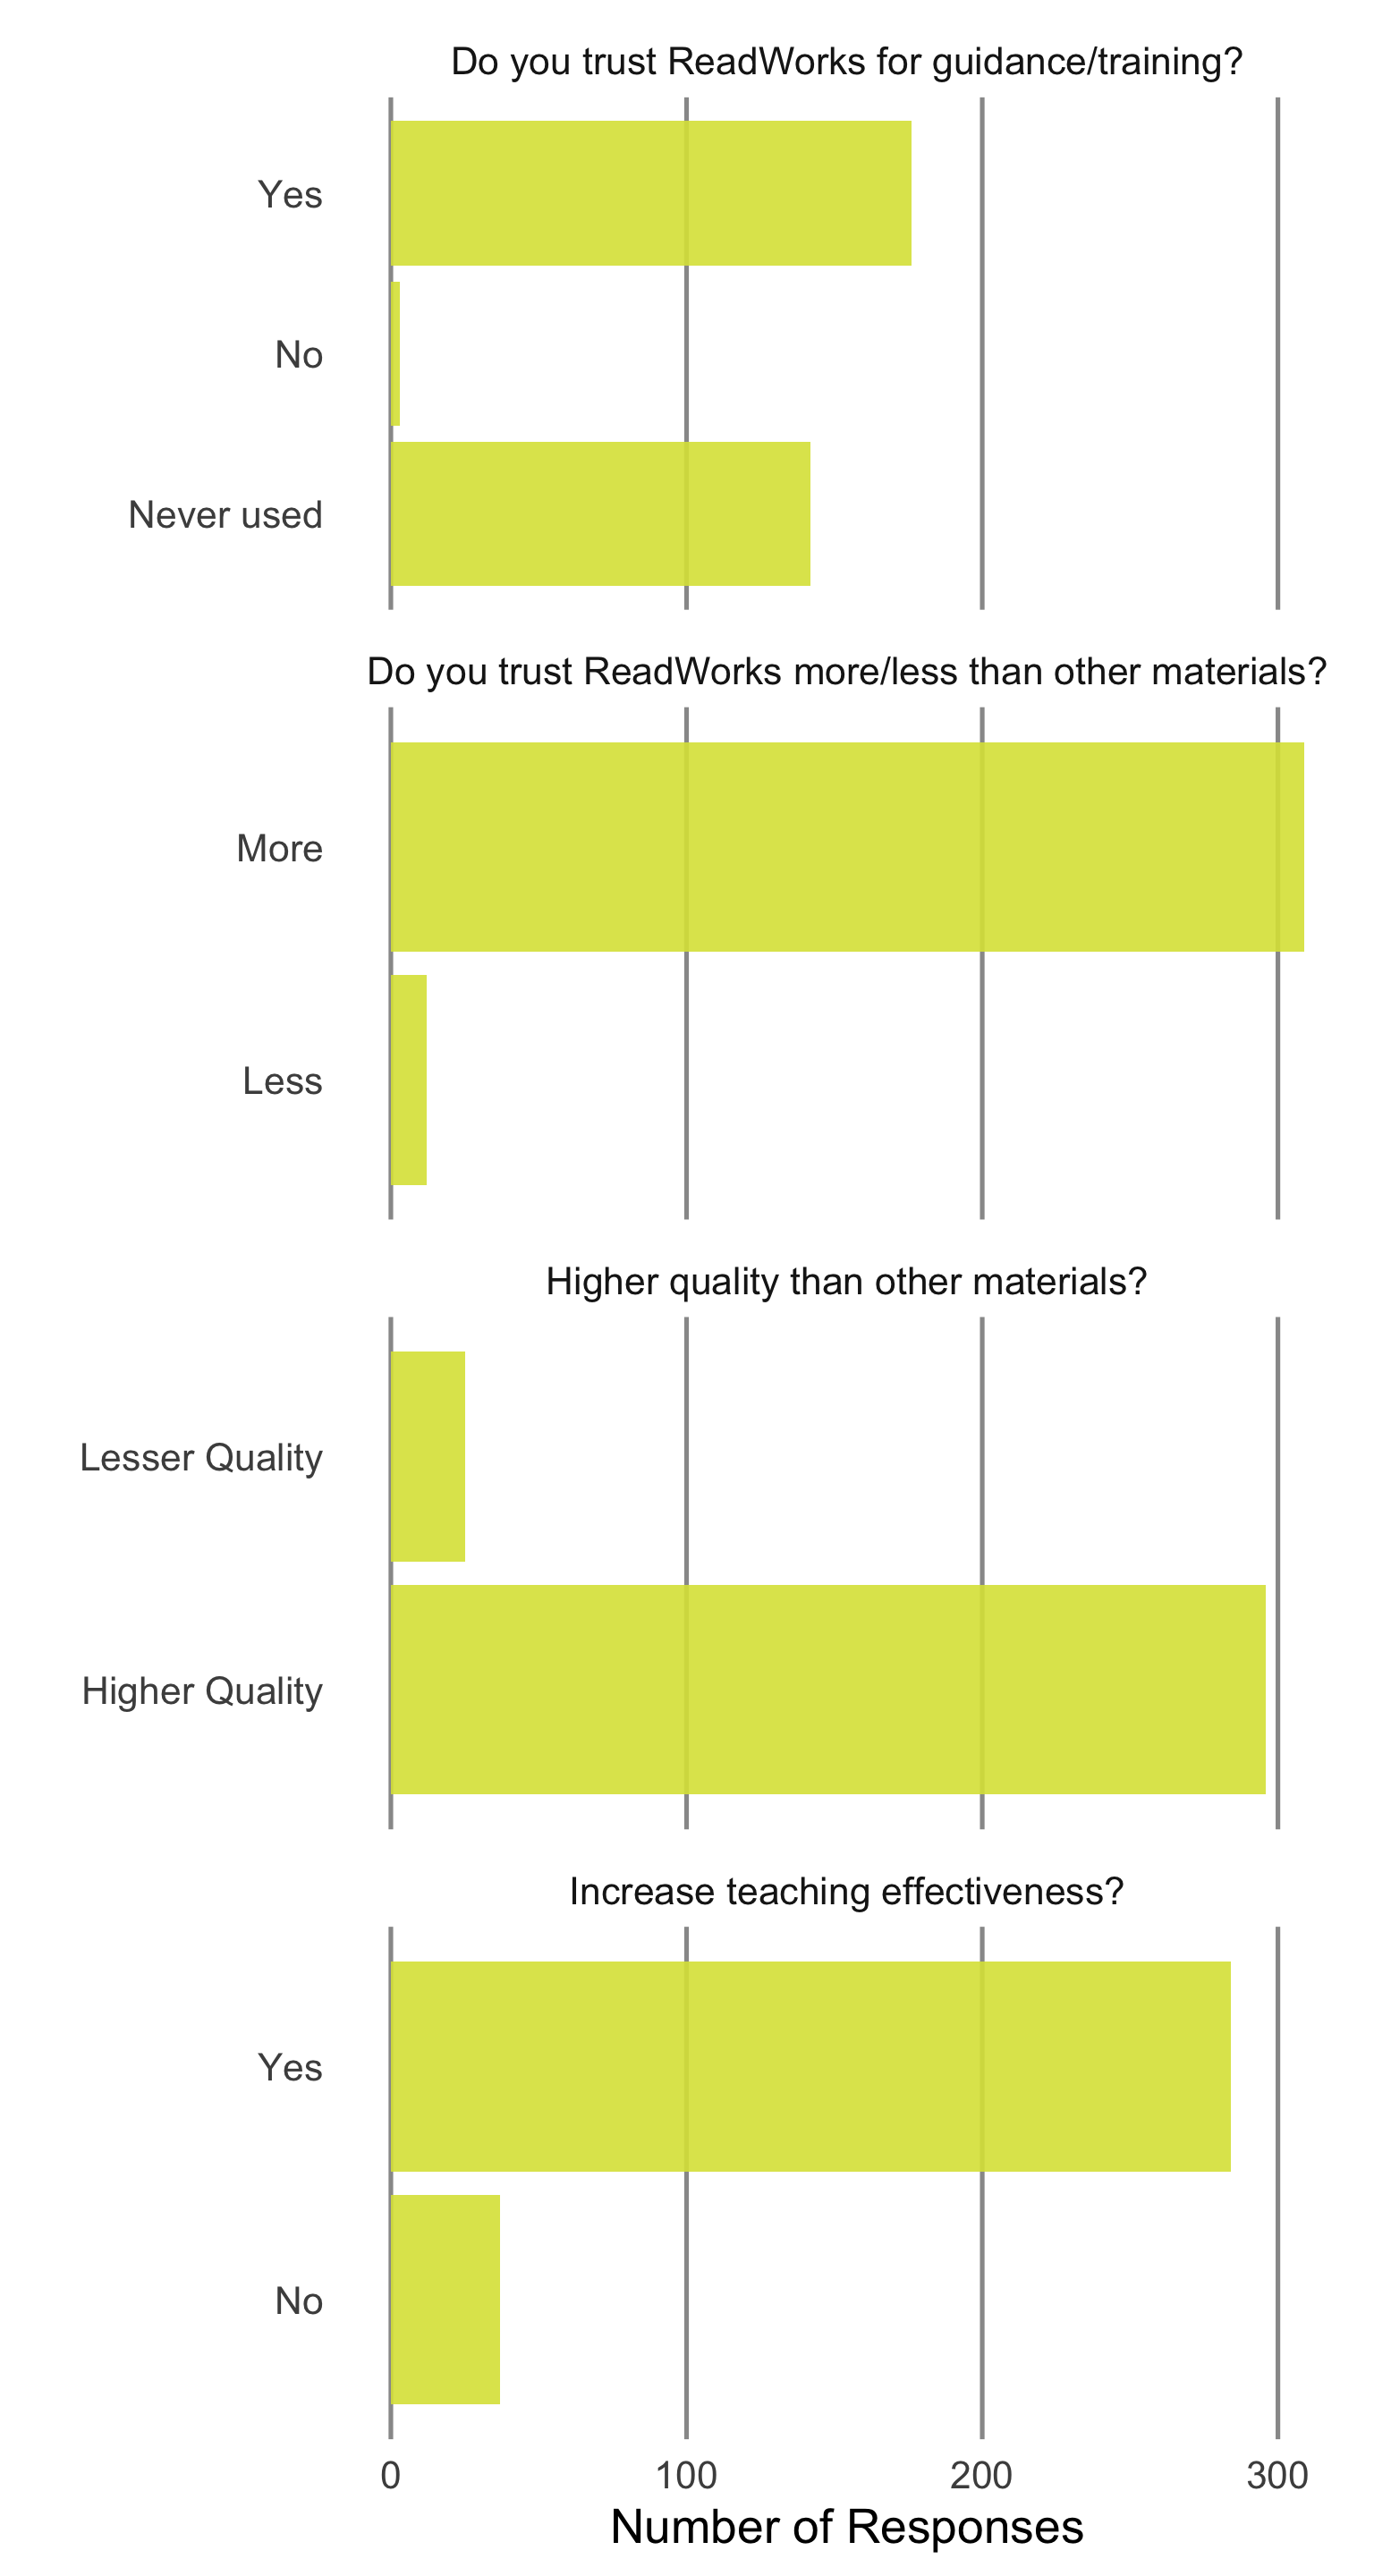 Do you trust ReadWorks for guidance/training?
Yes
No
Never used
Do you trust ReadWorks more/less than other materials?
More
Less
Higher quality than other materials?
Lesser Quality
Higher Quality
Increase teaching effectiveness?
Yes
No
0 100 200 300
Number of Responses